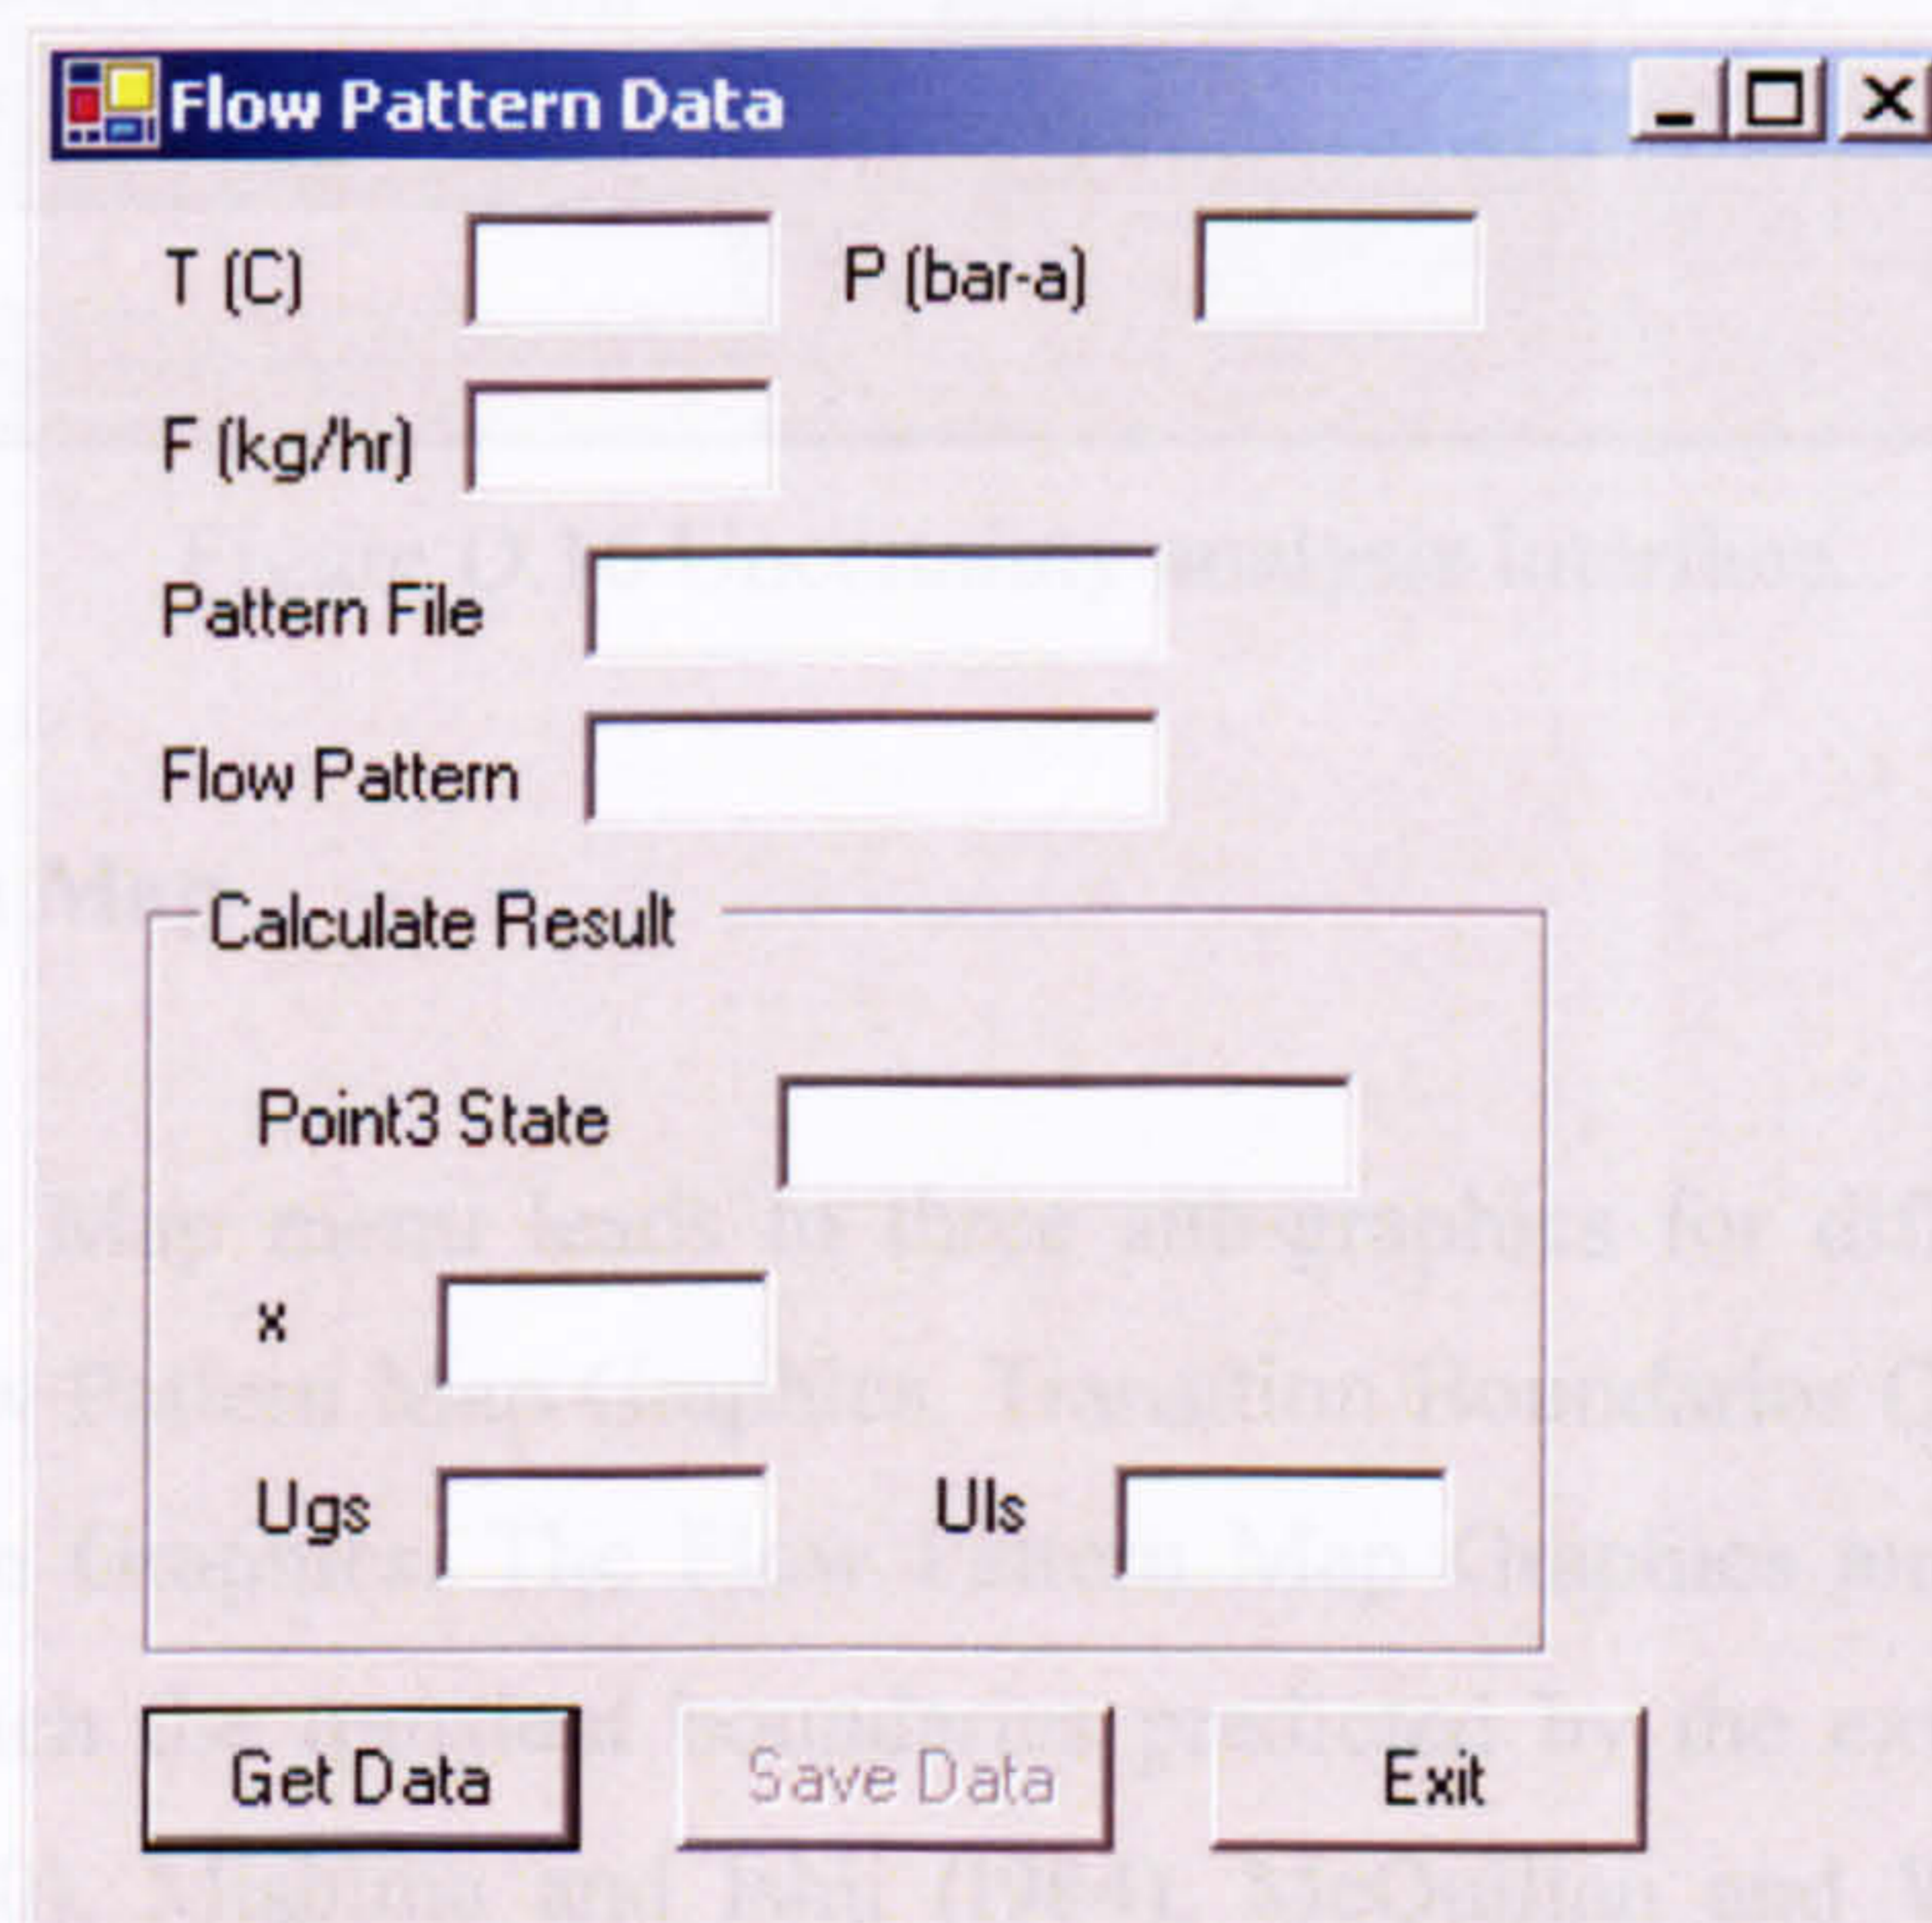 Flow Pattern Data
T (C) P (bar-a)
F (kg/hr)
Pattern File
Flow Pattern
Calculate Result
Point3 State
x
Ugs Uls
Get Data Save Data Exit